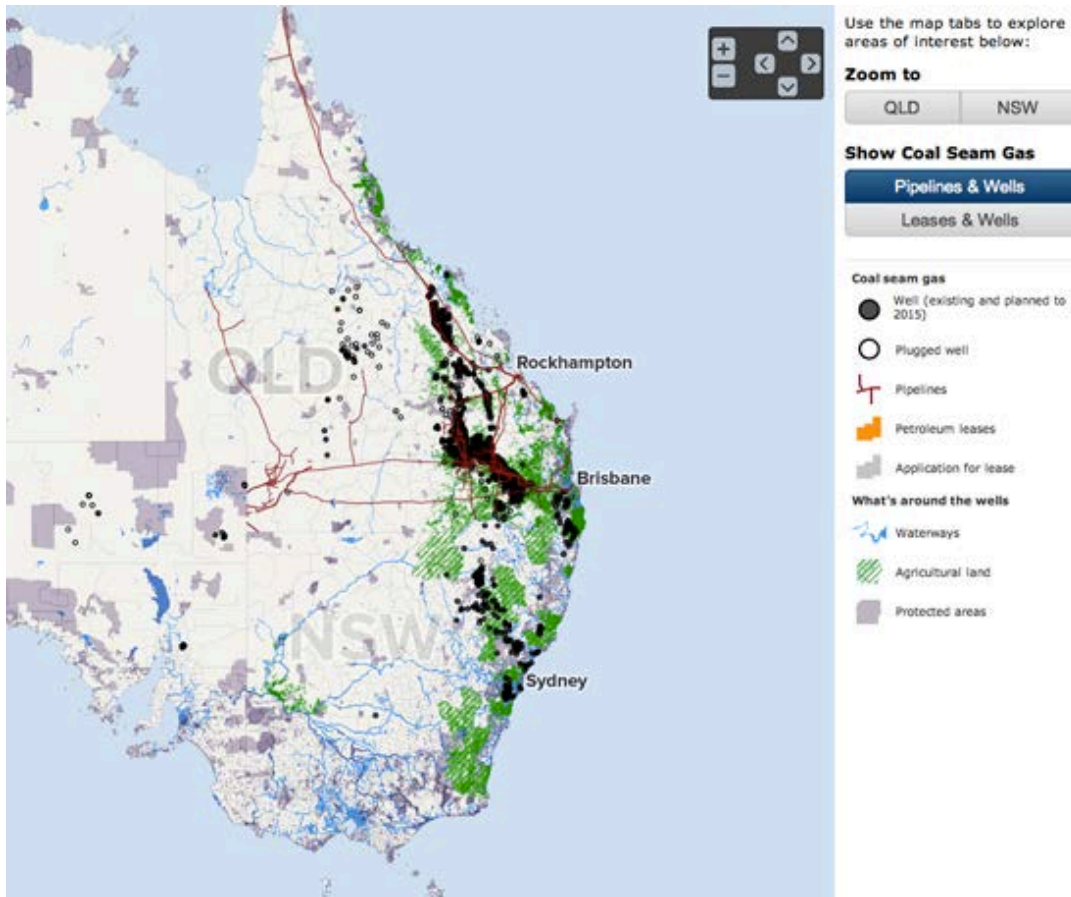 Use the map tabs to explore
areas of interest below:
Zoom to
QLD NSW
Show Coal Seam Gas
Pipelines & Wells
Leases & Wells
Coal seam gas
Well (existing and planned to
2015)
Plugged well
Pipelines
Petroleum leases
Application for lease
What's around the wells
Waterways
Agricultural land
Protected areas
QLD
Rockhampton
Brisbane
NSW
Sydney